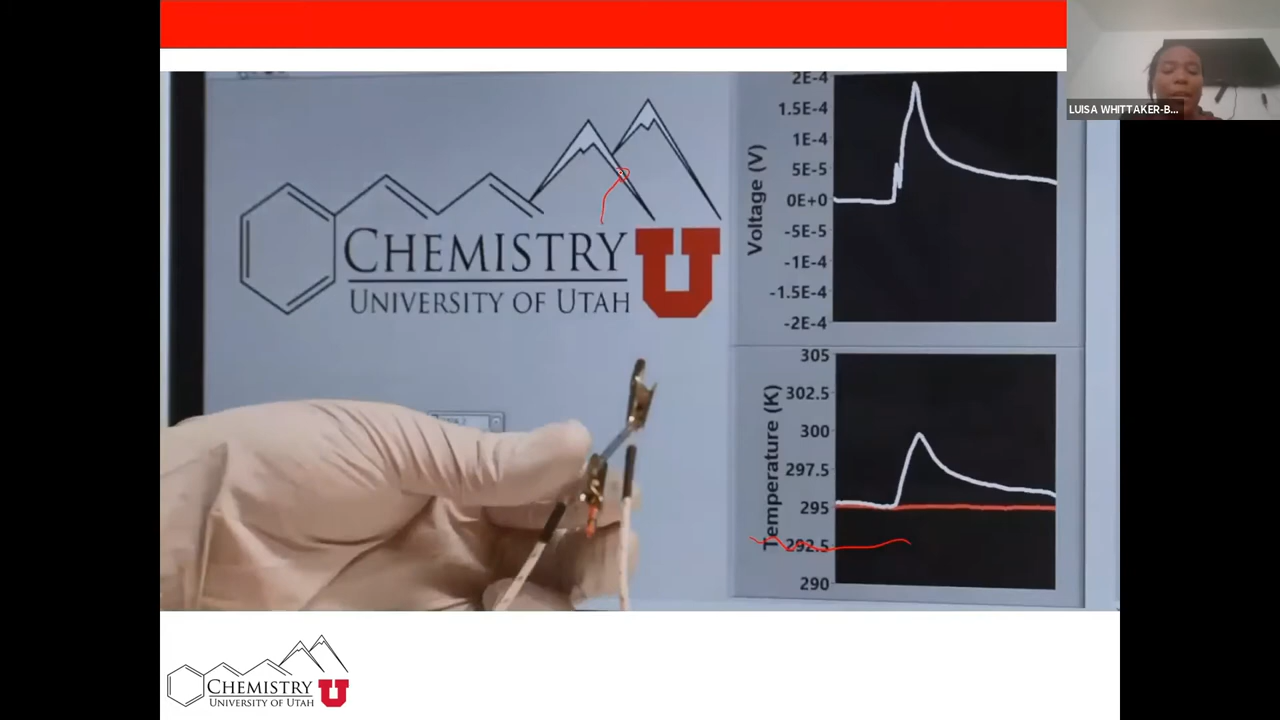 LUISA WHITTAKER-B...
CHEMISTRY
UNIVERSITY OF UTAH
U
Voltage (V)
2E-4
1.5E-4
1E-4
5E-5
0E+0
-5E-5
-1E-4
-1.5E-4
-2E-4
Temperature (K)
305
302.5
300
297.5
295
292.5
290
CHEMISTRY
UNIVERSITY OF UTAH
U